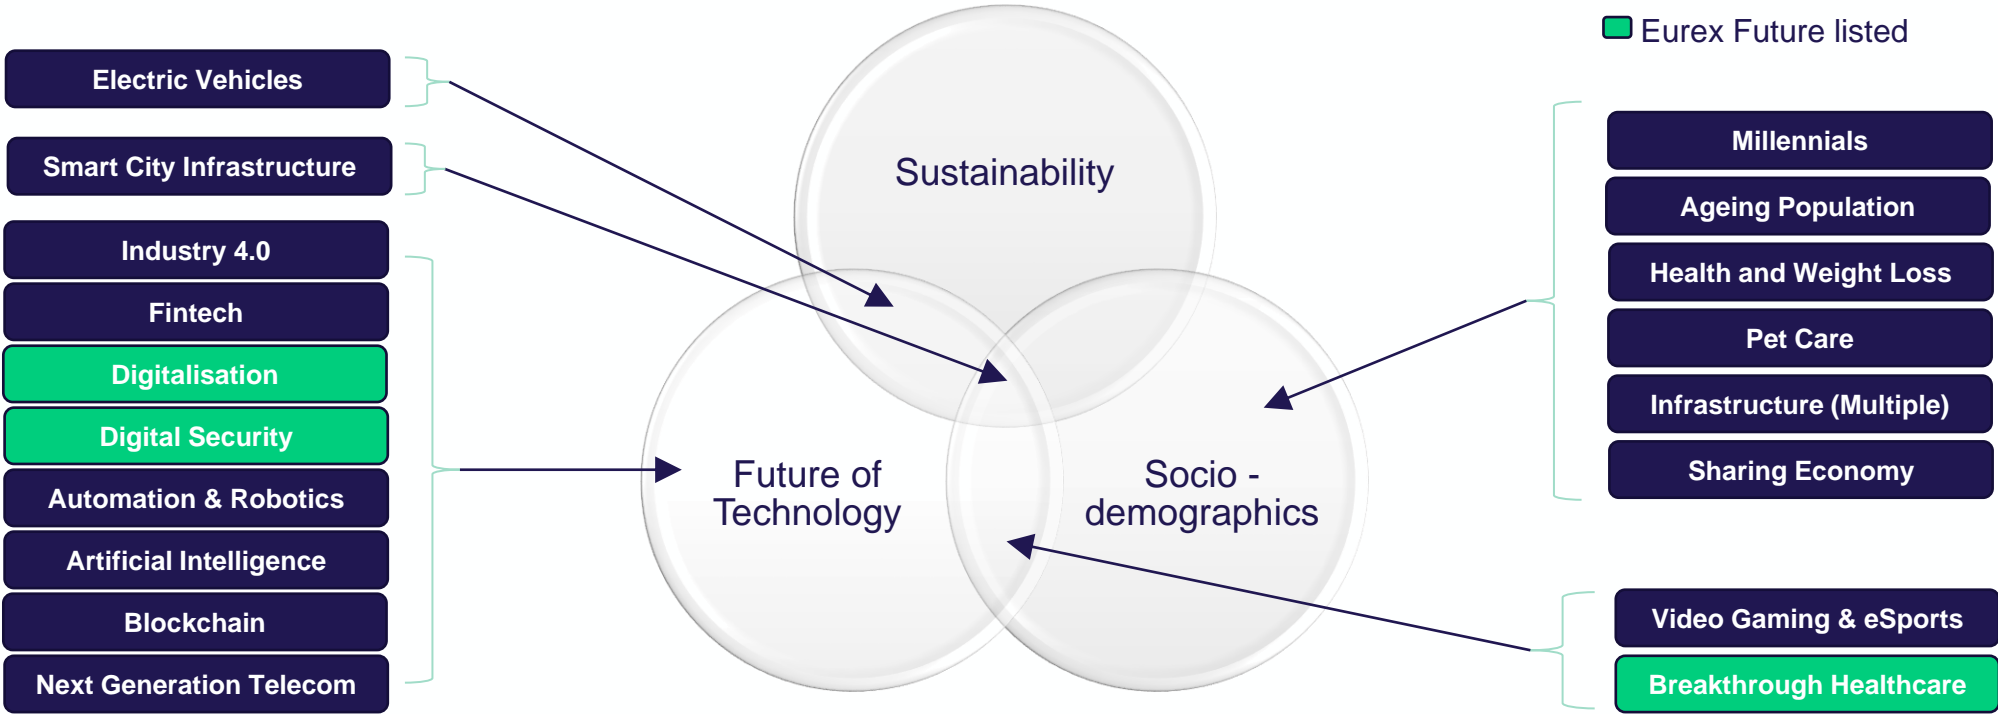 Eurex Future listed
Electric Vehicles
Smart City Infrastructure
Industry 4.0
Fintech
Digitalisation
Digital Security
Automation & Robotics
Artificial Intelligence
Blockchain
Next Generation Telecom
Sustainability
Future of
Technology
Socio -
demographics
Millennials
Ageing Population
Health and Weight Loss
Pet Care
Infrastructure (Multiple)
Sharing Economy
Video Gaming & eSports
Breakthrough Healthcare